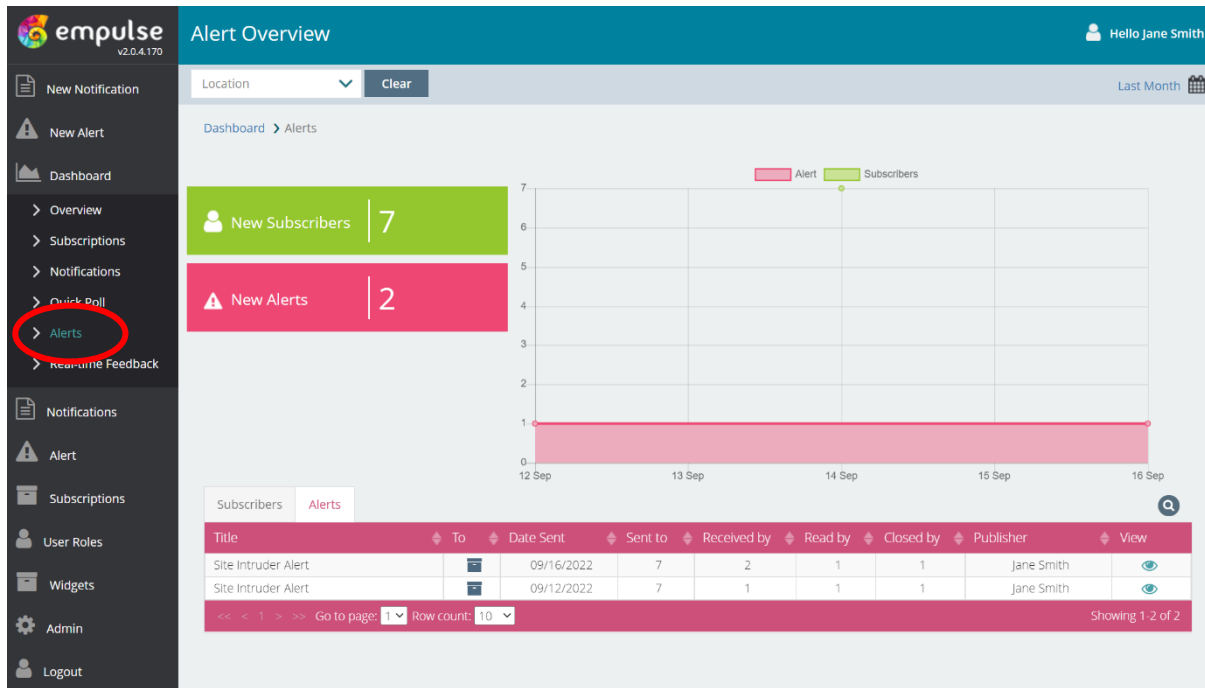 empulse
v2.0.4.170
Alert Overview
Hello Jane Smith
New Notification
New Alert
Dashboard
Overview
Subscriptions
Notifications
Quick Poll
Alerts
Real-time Feedback
Notifications
Alert
Subscriptions
User Roles
Widgets
Admin
Logout
Location
Clear
Last Month
Dashboard > Alerts
New Subscribers 7
New Alerts 2
Alert Subscribers
7
6
5
4
3
2
1
0
12 Sep 13 Sep 14 Sep 15 Sep 16 Sep
Subscribers Alerts
Title To Date Sent Sent to Received by Read by Closed by Publisher View
Site Intruder Alert 09/16/2022 7 2 1 1 Jane Smith
Site Intruder Alert 09/12/2022 7 1 1 1 Jane Smith
<< < 1 > >> Go to page: 1 Row count: 10 Showing 1-2 of 2